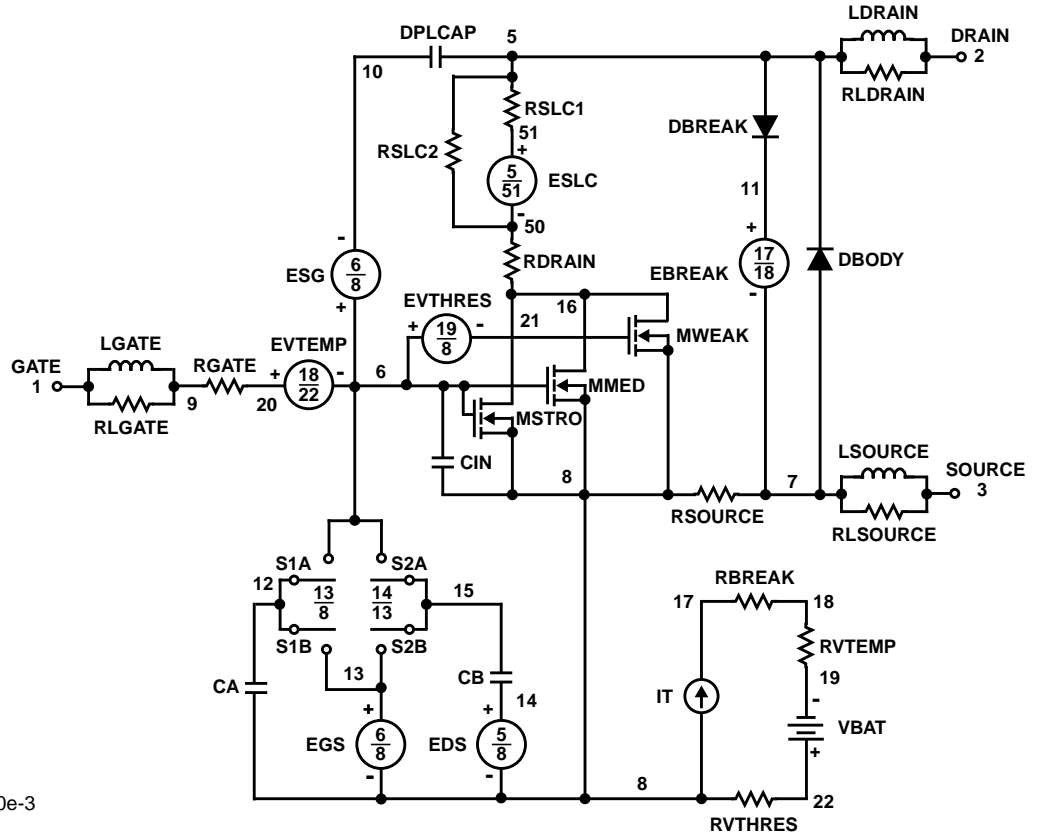 LDRAIN
DPLCAP 5 DRAIN
10 2
RLDRAIN
RSLC1
DBREAK
51
RSLC2 +
5
51
ESLC 11
-
50
- +
RDRAIN
17
18
6
8
ESG DBODY
EBREAK
+ EVTHRES 16 -
21
+ 19
8
- MWEAK
LGATE EVTEMP
GATE RGATE + 18
22
- 6 MMED
1
9 20 MSTRO
RLGATE
LSOURCE
CIN SOURCE
8 7 3
RSOURCE
RLSOURCE
S1A S2A
12 13
8
14
13
15 RBREAK
17 18
S1B S2B
RVTEMP
13 CB 19
CA
14 IT -
+ + VBAT
EGS 6
8
EDS 5
8
+
- - 8 22
0e-3
RVTHRES